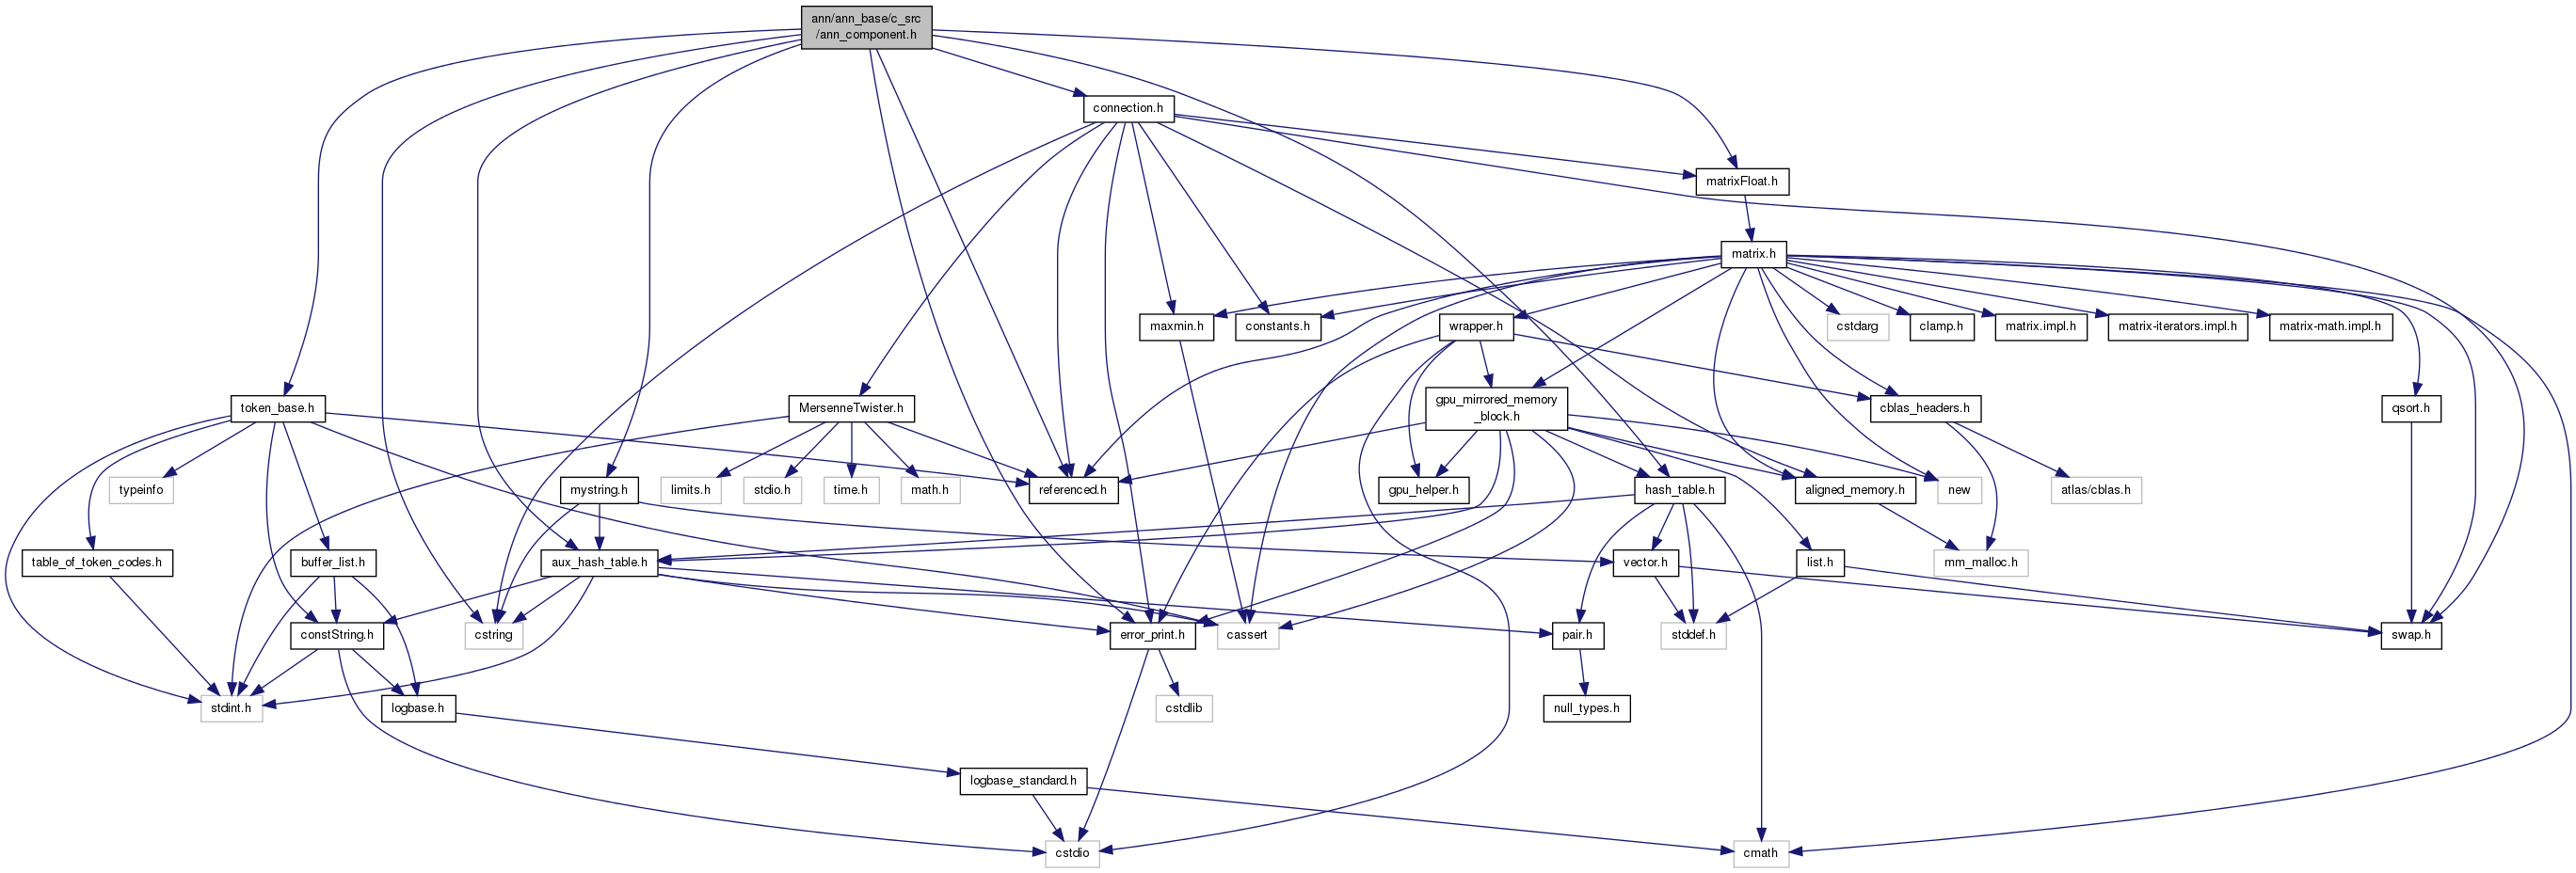 ann/ann_base/c_src
/ann_component.h
connection.h
matrixFloat.h
matrix.h
maxmin.h
constants.h
wrapper.h
cstdarg
clamp.h
matrix.impl.h
matrix-iterators.impl.h
matrix-math.impl.h
token_base.h
MersenneTwister.h
gpu_mirrored_memory
_block.h
cblas_headers.h
qsort.h
typeinfo
mystring.h
limits.h
stdio.h
time.h
math.h
referenced.h
gpu_helper.h
hash_table.h
aligned_memory.h
new
atlas/cblas.h
table_of_token_codes.h
buffer_list.h
aux_hash_table.h
vector.h
list.h
mm_malloc.h
constString.h
cstring
error_print.h
cassert
pair.h
stddef.h
swap.h
stdint.h
logbase.h
cstdlib
null_types.h
logbase_standard.h
cstdio
cmath